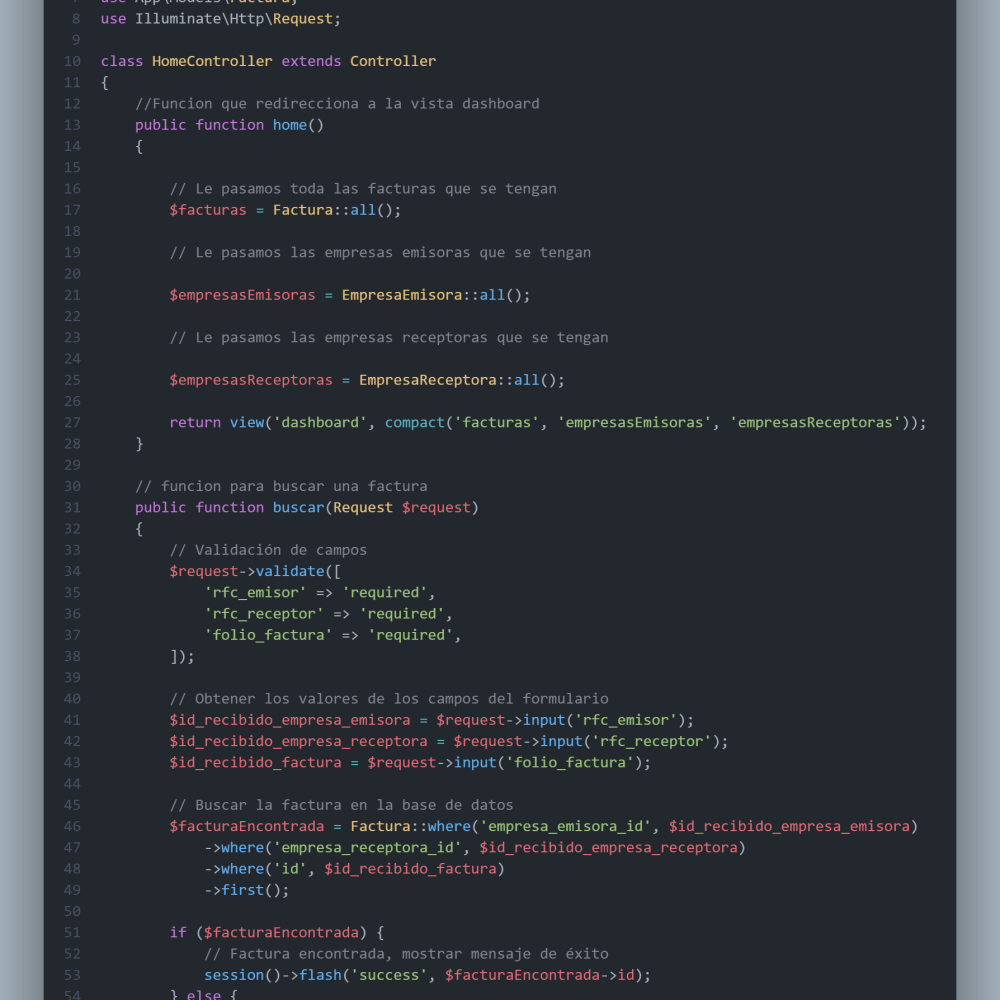 7 use App\Models\Factura;
8 use Illuminate\Http\Request;
9
10 class HomeController extends Controller
11 {
12     //Funcion que redirecciona a la vista dashboard
13     public function home()
14     {
15
16         // Le pasamos toda las facturas que se tengan
17         $facturas = Factura::all();
18
19         // Le pasamos las empresas emisoras que se tengan
20
21         $empresasEmisoras = EmpresaEmisora::all();
22
23         // Le pasamos las empresas receptoras que se tengan
24
25         $empresasReceptoras = EmpresaReceptora::all();
26
27         return view('dashboard', compact('facturas', 'empresasEmisoras', 'empresasReceptoras'));
28     }
29
30     // funcion para buscar una factura
31     public function buscar(Request $request)
32     {
33         // Validación de campos
34         $request->validate([
35             'rfc_emisor' => 'required',
36             'rfc_receptor' => 'required',
37             'folio_factura' => 'required',
38         ]);
39
40         // Obtener los valores de los campos del formulario
41         $id_recibido_empresa_emisora = $request->input('rfc_emisor');
42         $id_recibido_empresa_receptora = $request->input('rfc_receptor');
43         $id_recibido_factura = $request->input('folio_factura');
44
45         // Buscar la factura en la base de datos
46         $facturaEncontrada = Factura::where('empresa_emisora_id', $id_recibido_empresa_emisora)
47             ->where('empresa_receptora_id', $id_recibido_empresa_receptora)
48             ->where('id', $id_recibido_factura)
49             ->first();
50
51         if ($facturaEncontrada) {
52             // Factura encontrada, mostrar mensaje de éxito
53             session()->flash('success', $facturaEncontrada->id);
54         } else {